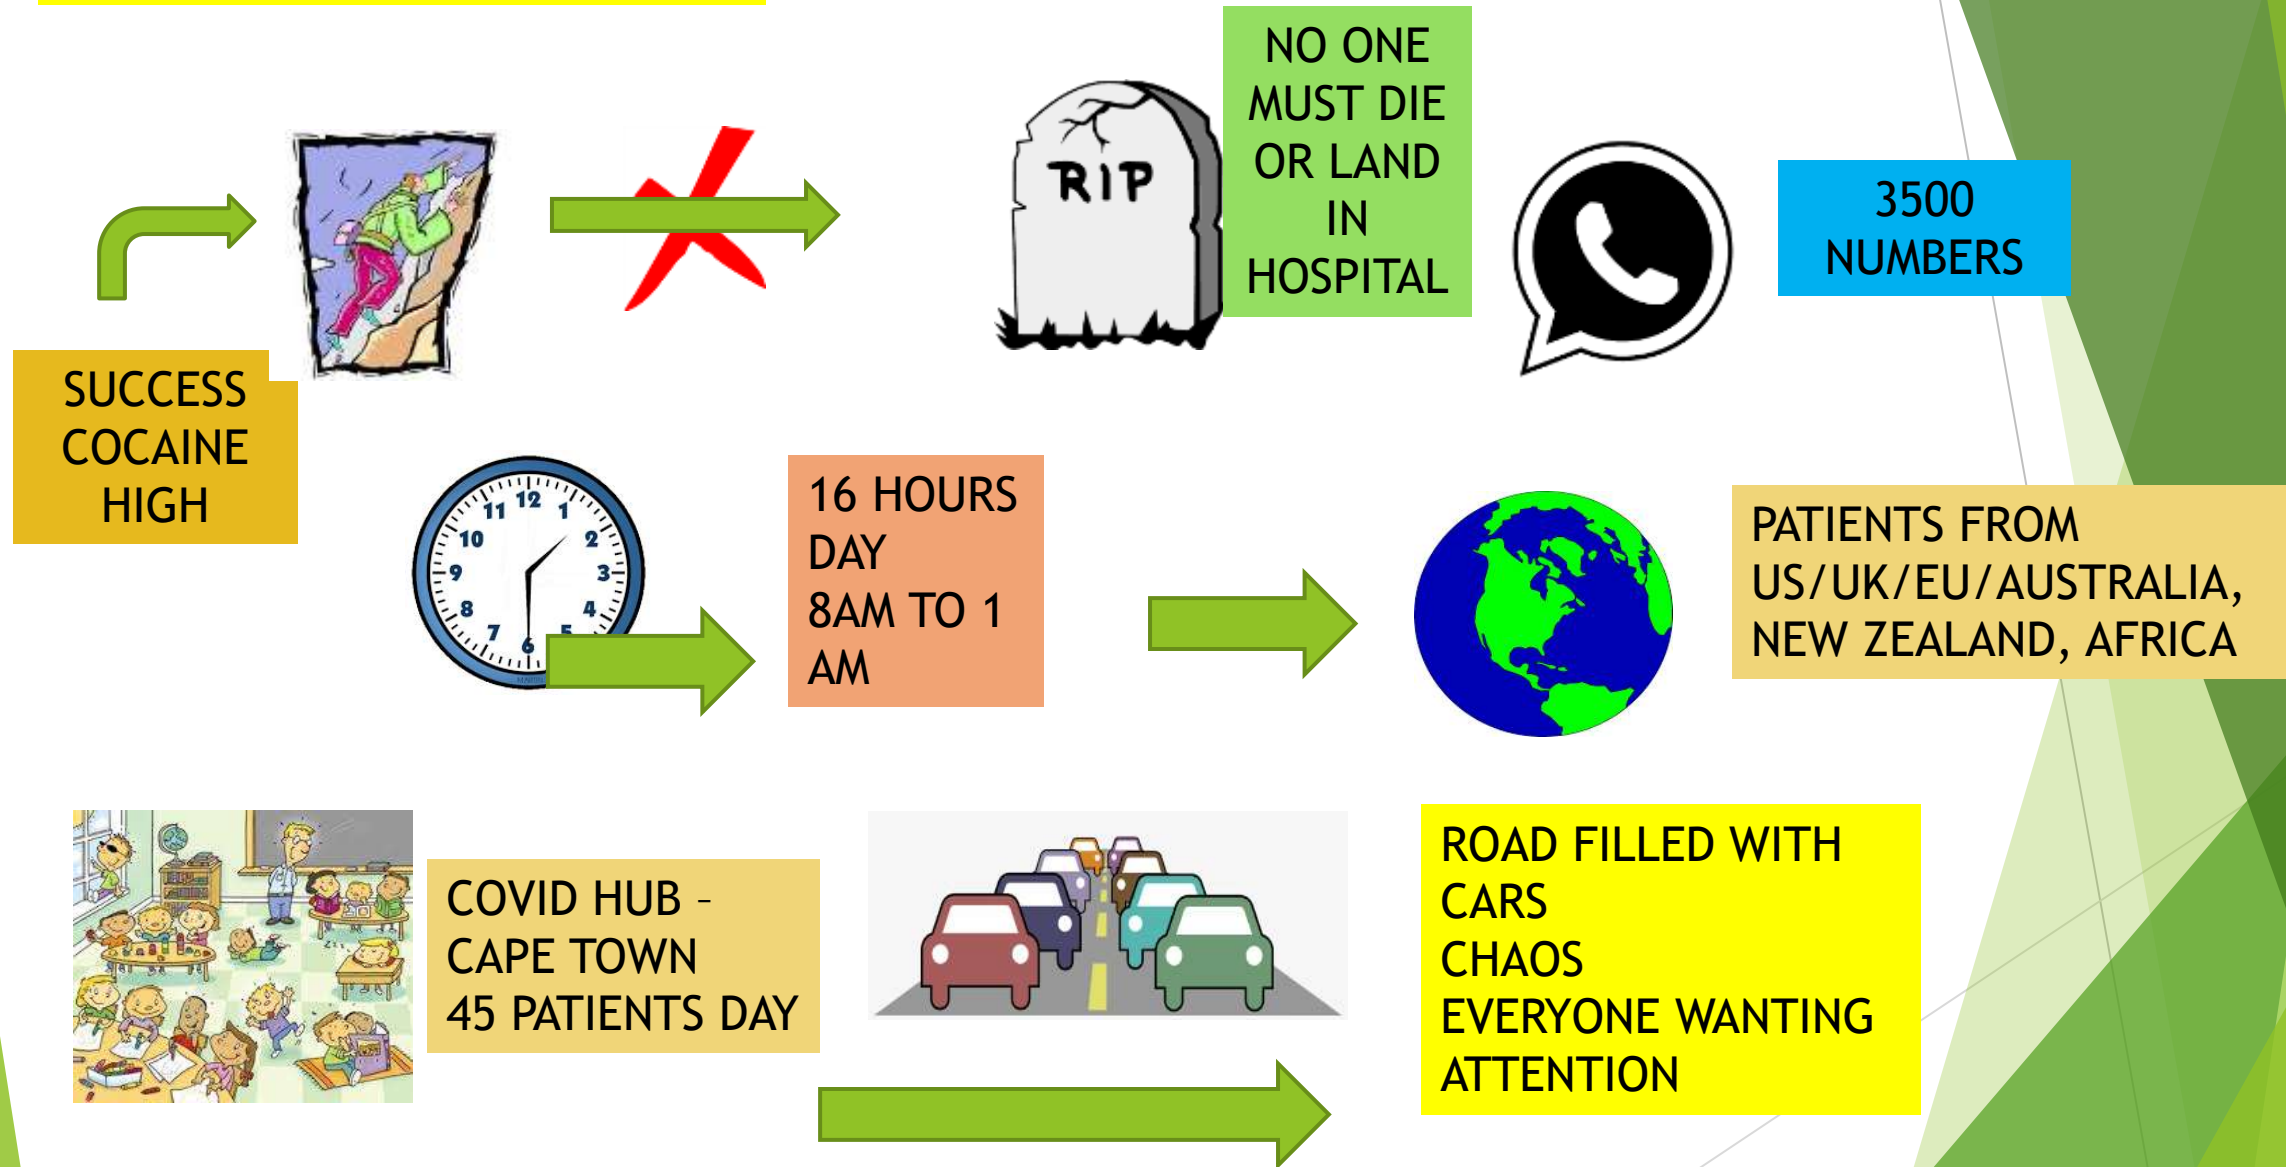 NO ONE
MUST DIE
OR LAND
IN
HOSPITAL
RIP
3500
NUMBERS
SUCCESS
COCAINE
HIGH
12
1
2
3
4
5
6
7
8
9
10
11
16 HOURS
DAY
8AM TO 1
AM
PATIENTS FROM
US/UK/EU/AUSTRALIA,
NEW ZEALAND, AFRICA
zzz
COVID HUB –
CAPE TOWN
45 PATIENTS DAY
ROAD FILLED WITH
CARS
CHAOS
EVERYONE WANTING
ATTENTION